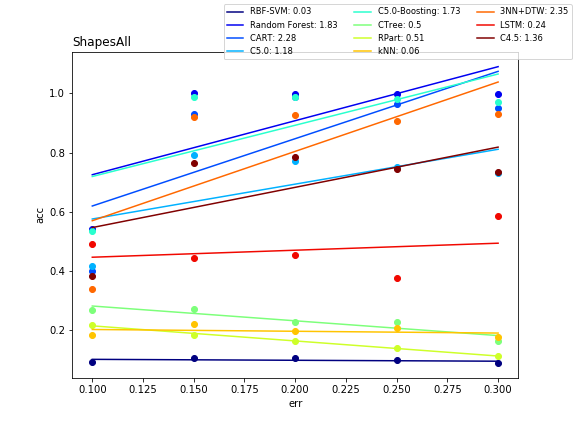 RBF-SVM: 0.03
Random Forest: 1.83
CART: 2.28
C5.0: 1.18
C5.0-Boosting: 1.73
CTree: 0.5
RPart: 0.51
kNN: 0.06
3NN+DTW: 2.35
LSTM: 0.24
C4.5: 1.36
ShapesAll
acc
1.0
0.8
0.6
0.4
0.2
0.100 0.125 0.150 0.175 0.200 0.225 0.250 0.275 0.300
err